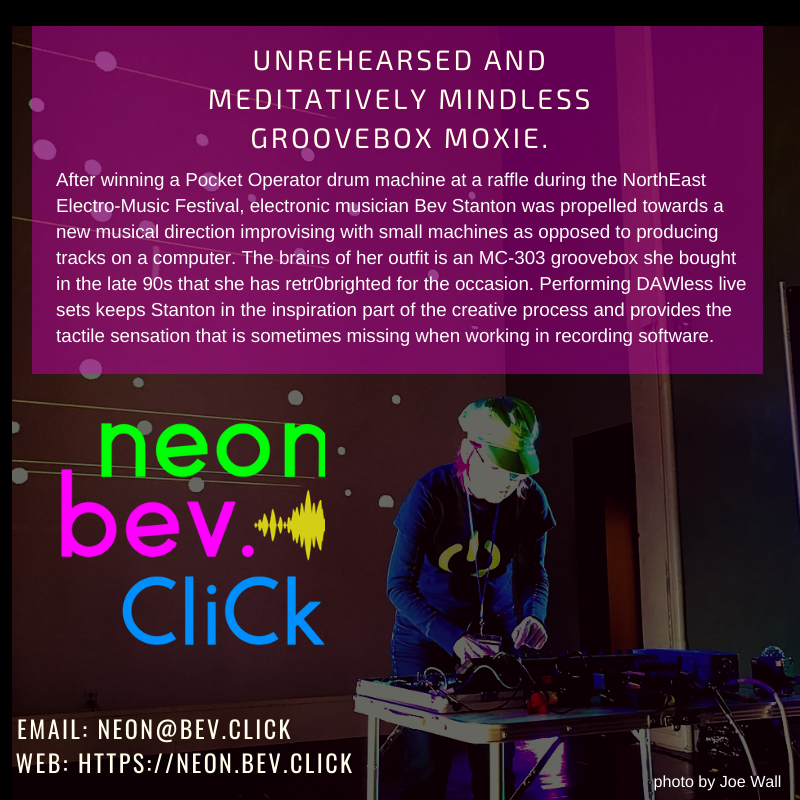 UNREHEARSED AND
MEDITATIVELY MINDLESS
GROOVEBOX MOXIE.
After winning a Pocket Operator drum machine at a raffle during the NorthEast
Electro-Music Festival, electronic musician Bev Stanton was propelled towards a
new musical direction improvising with small machines as opposed to producing
tracks on a computer. The brains of her outfit is an MC-303 groovebox she bought
in the late 90s that she has retr0brighted for the occasion. Performing DAWless live
sets keeps Stanton in the inspiration part of the creative process and provides the
tactile sensation that is sometimes missing when working in recording software.
neon
bev.
CliCk
EMAIL: NEON@BEV.CLICK
WEB: HTTPS://NEON.BEV.CLICK
photo by Joe Wall